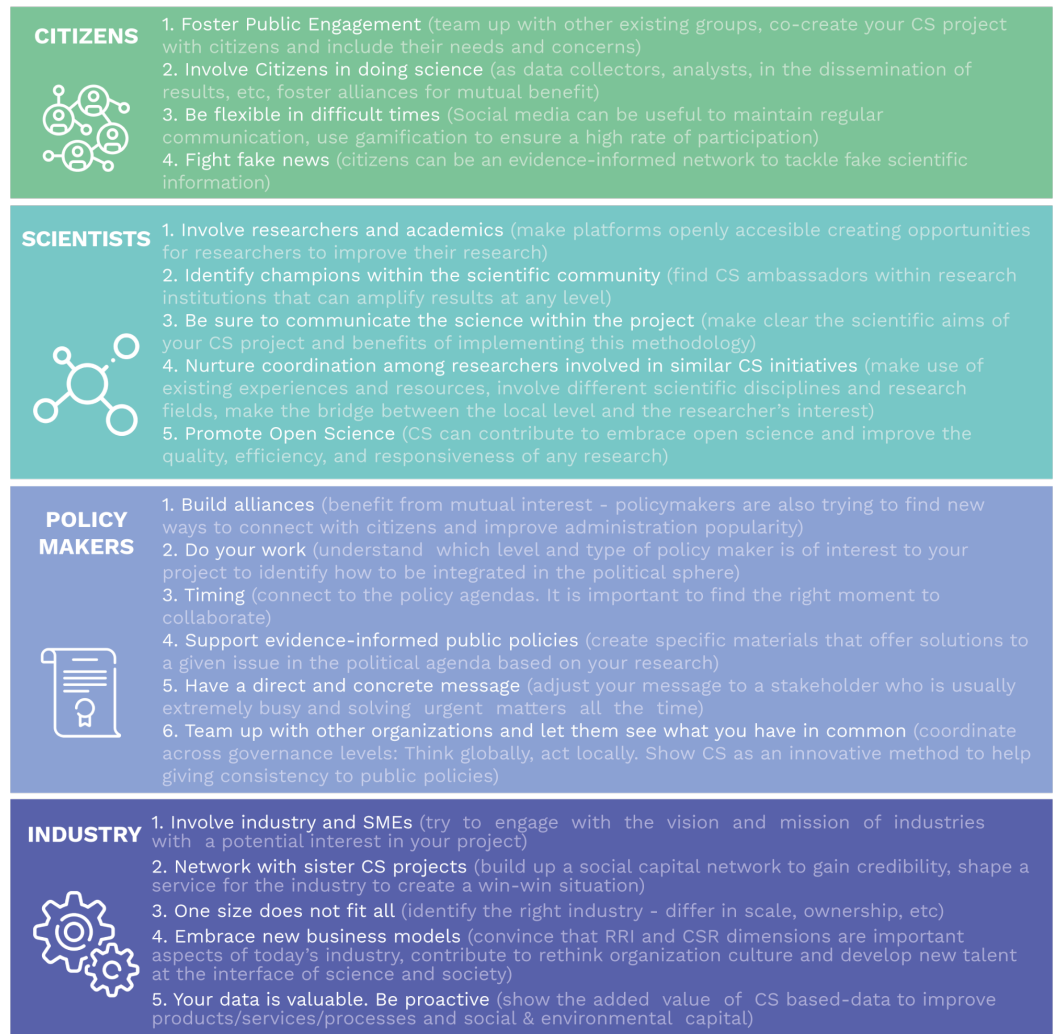 CITIZENS
1. Foster Public Engagement (team up with other existing groups, co-create your CS project
with citizens and include their needs and concerns)
2. Involve Citizens in doing science (as data collectors, analysts, in the dissemination of
results, etc, foster alliances for mutual benefit)
3. Be flexible in difficult times (Social media can be useful to maintain regular
communication, use gamification to ensure a high rate of participation)
4. Fight fake news (citizens can be an evidence-informed network to tackle fake scientific
information)
SCIENTISTS
1. Involve researchers and academics (make platforms openly accesible creating opportunities
for researchers to improve their research)
2. Identify champions within the scientific community (find CS ambassadors within research
institutions that can amplify results at any level)
3. Be sure to communicate the science within the project (make clear the scientific aims of
your CS project and benefits of implementing this methodology)
4. Nurture coordination among researchers involved in similar CS initiatives (make use of
existing experiences and resources, involve different scientific disciplines and research
fields, make the bridge between the local level and the researcher's interest)
5. Promote Open Science (CS can contribute to embrace open science and improve the
quality, efficiency, and responsiveness of any research)
POLICY
MAKERS
1. Build alliances (benefit from mutual interest - policymakers are also trying to find new
ways to connect with citizens and improve administration popularity)
2. Do your work (understand which level and type of policy maker is of interest to your
project to identify how to be integrated in the political sphere)
3. Timing (connect to the policy agendas. It is important to find the right moment to
collaborate)
4. Support evidence-informed public policies (create specific materials that offer solutions to
a given issue in the political agenda based on your research)
5. Have a direct and concrete message (adjust your message to a stakeholder who is usually
extremely busy and solving urgent matters all the time)
6. Team up with other organizations and let them see what you have in common (coordinate
across governance levels: Think globally, act locally. Show CS as an innovative method to help
giving consistency to public policies)
INDUSTRY
1. Involve industry and SMEs (try to engage with the vision and mission of industries
with a potential interest in your project)
2. Network with sister CS projects (build up a social capital network to gain credibility, shape a
service for the industry to create a win-win situation)
3. One size does not fit all (identify the right industry - differ in scale, ownership, etc)
4. Embrace new business models (convince that RRI and CSR dimensions are important
aspects of today's industry, contribute to rethink organization culture and develop new talent
at the interface of science and society)
5. Your data is valuable. Be proactive (show the added value of CS based-data to improve
products/services/processes and social & environmental capital)